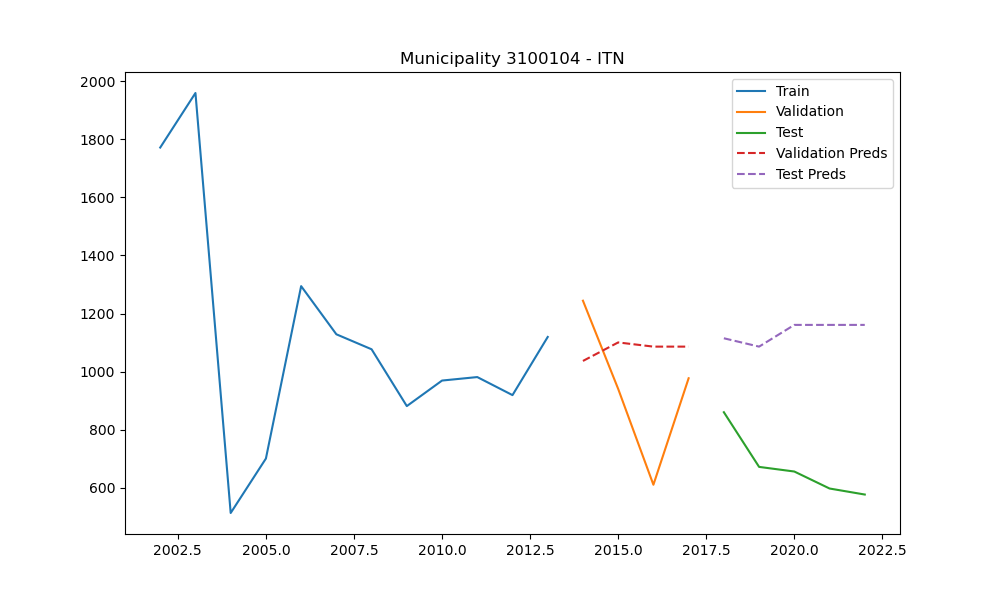 Municipality 3100104 - ITN
2000
1800
1600
1400
1200
1000
800
600
2002.5 2005.0 2007.5 2010.0 2012.5 2015.0 2017.5 2020.0 2022.5
Train
Validation
Test
Validation Preds
Test Preds